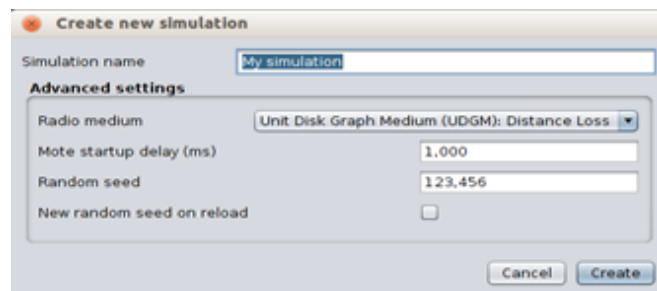 Create new simulation
Simulation name My simulation
Advanced settings
Radio medium Unit Disk Graph Medium (UDGM): Distance Loss
Mote startup delay (ms) 1,000
Random seed 123,456
New random seed on reload
Cancel Create